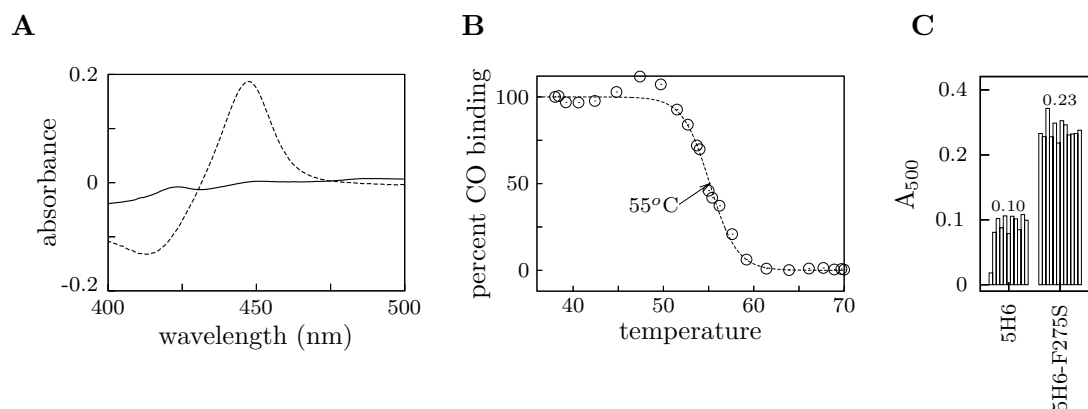 A
B
C
0.2
0
-0.2
400
450
500
absorbance
wavelength (nm)
100
50
0
40
50
60
70
percent CO binding
temperature
55°C
0.4
0.2
0.1
0
A500
0.10
0.23
5H6
5H6-F275S